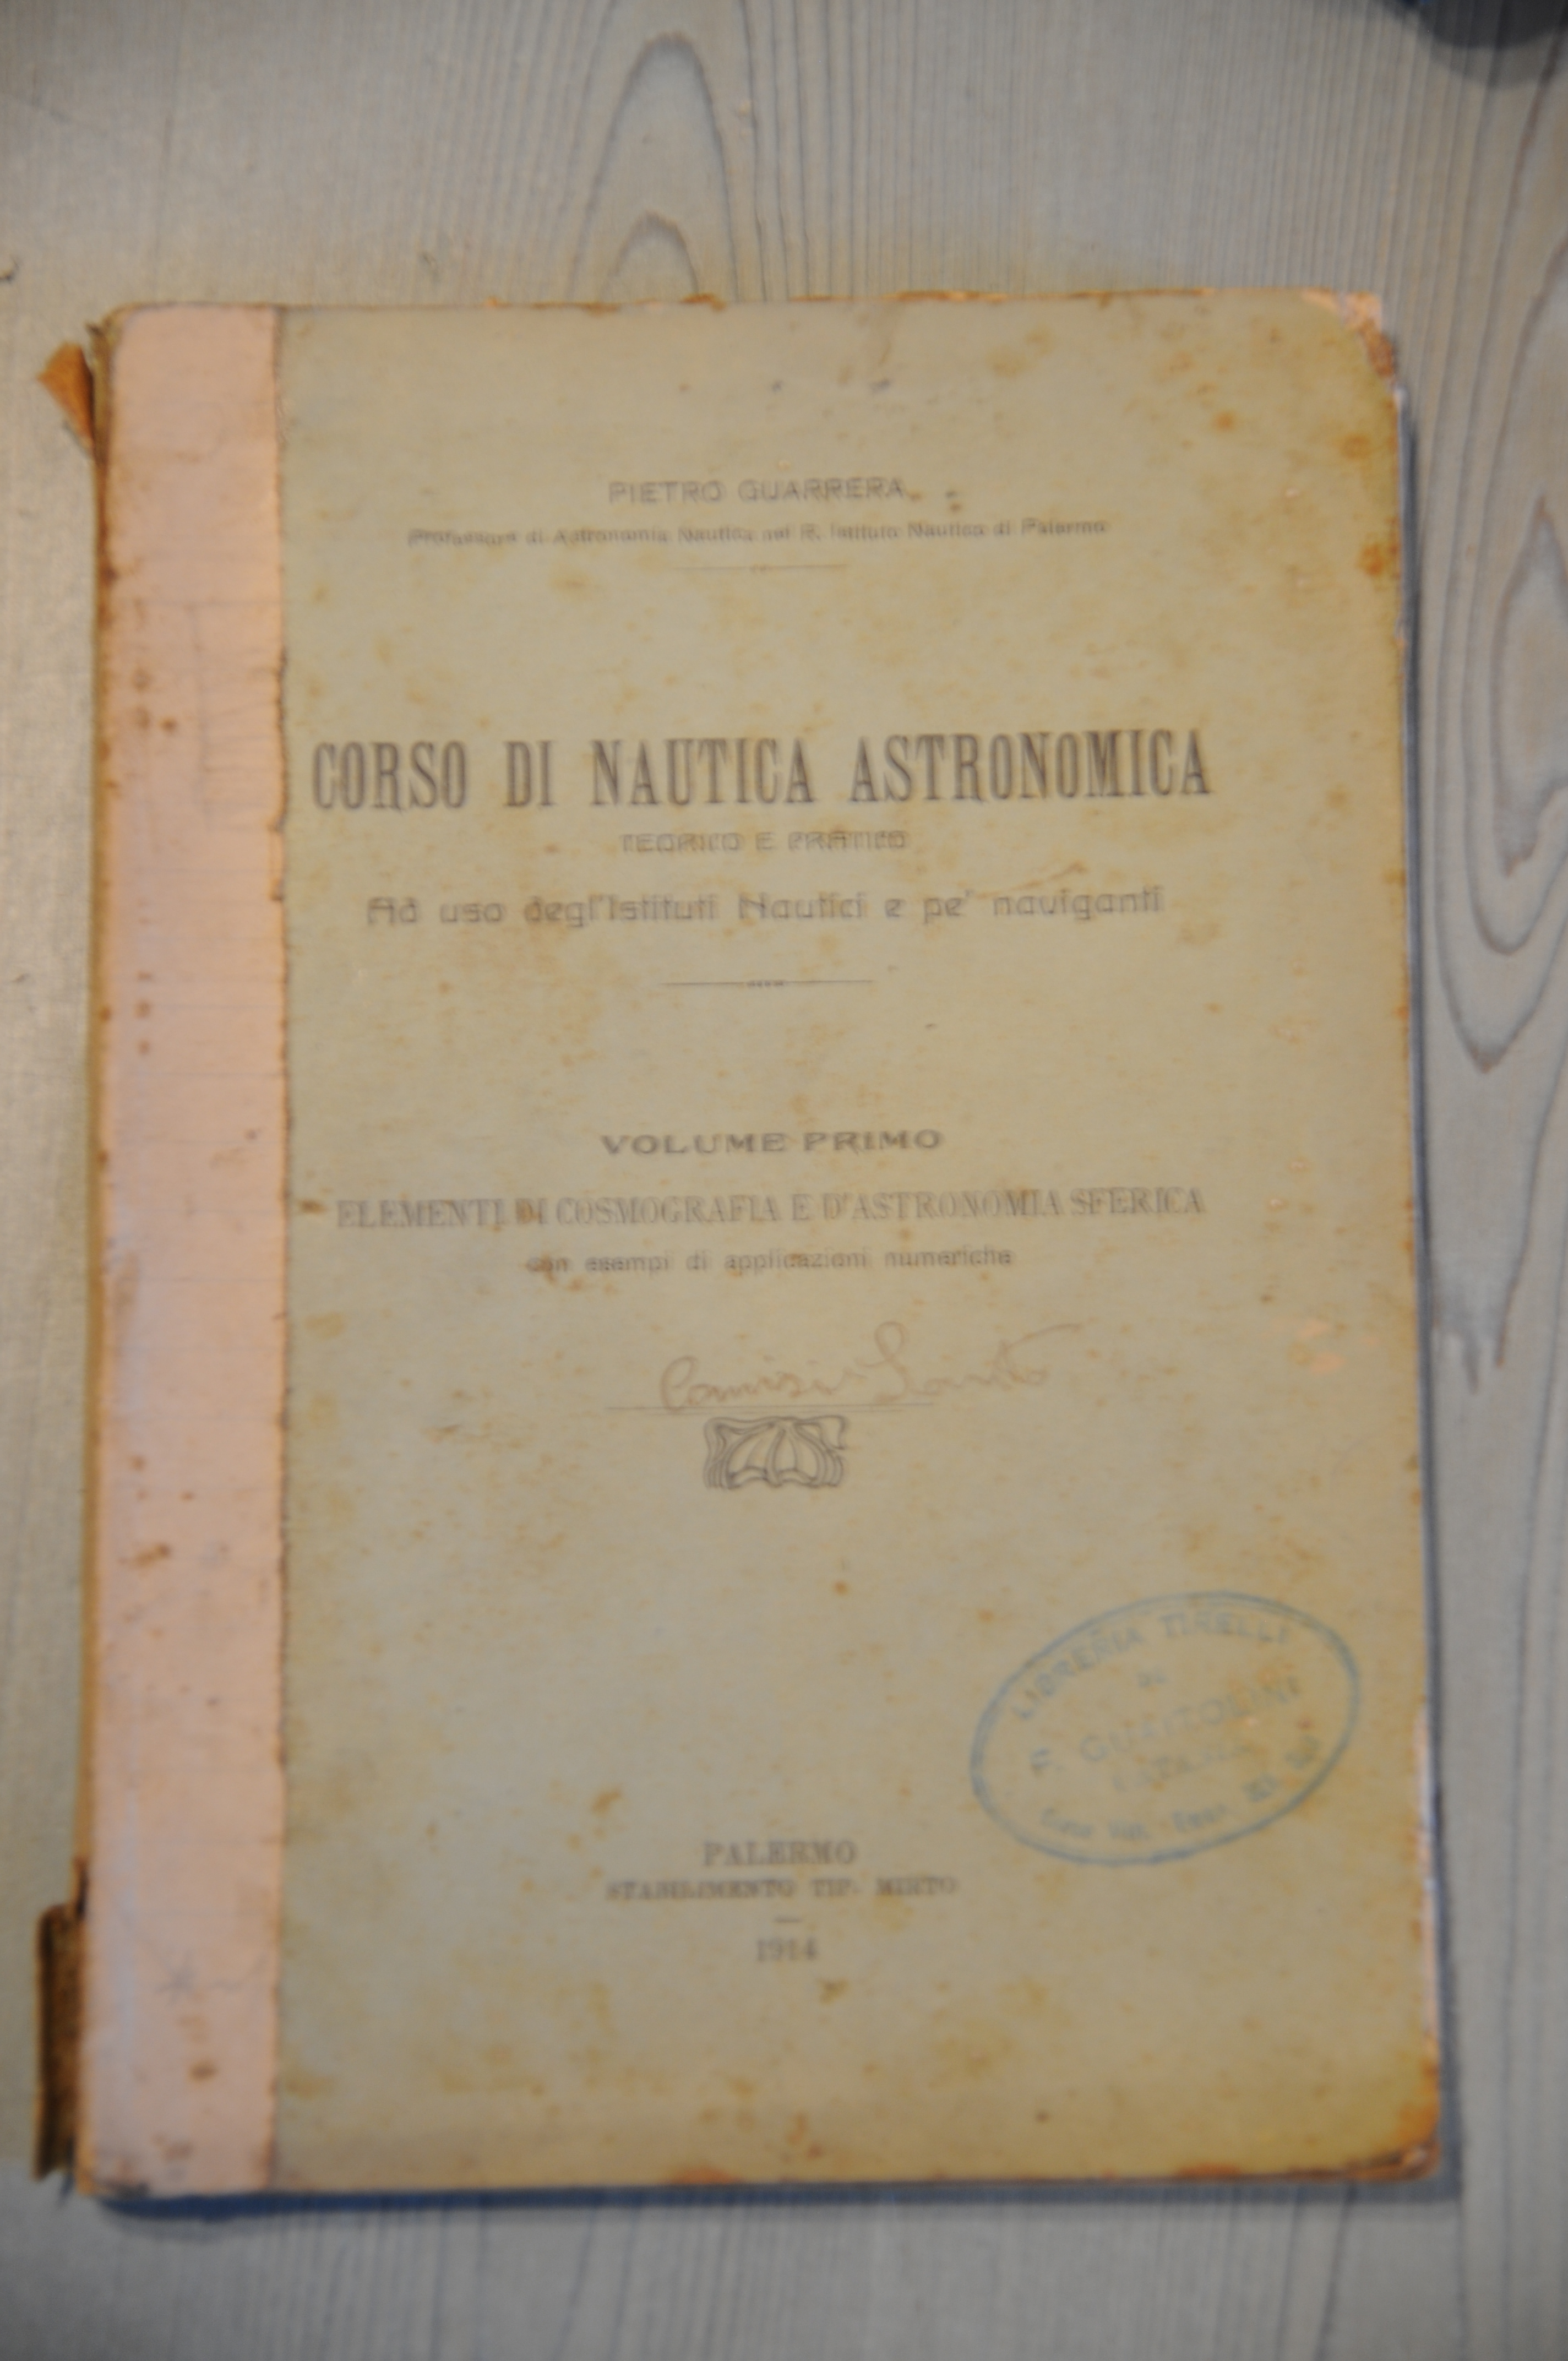 PIETRO GUARRERA
Professore di Astronomia Nautica nel R. Istituto Nautico di Palermo
CORSO DI NAUTICA ASTRONOMICA
TEORICO E PRATICO
Ad uso degl'Istituti Nautici e pe' naviganti
VOLUME PRIMO
ELEMENTI DI COSMOGRAFIA E D'ASTRONOMIA SFERICA
con esempi di applicazioni numeriche
LIBRERIA TIRELLI
F.
PALERMO
STABILIMENTO TIP. MIRTO
1914